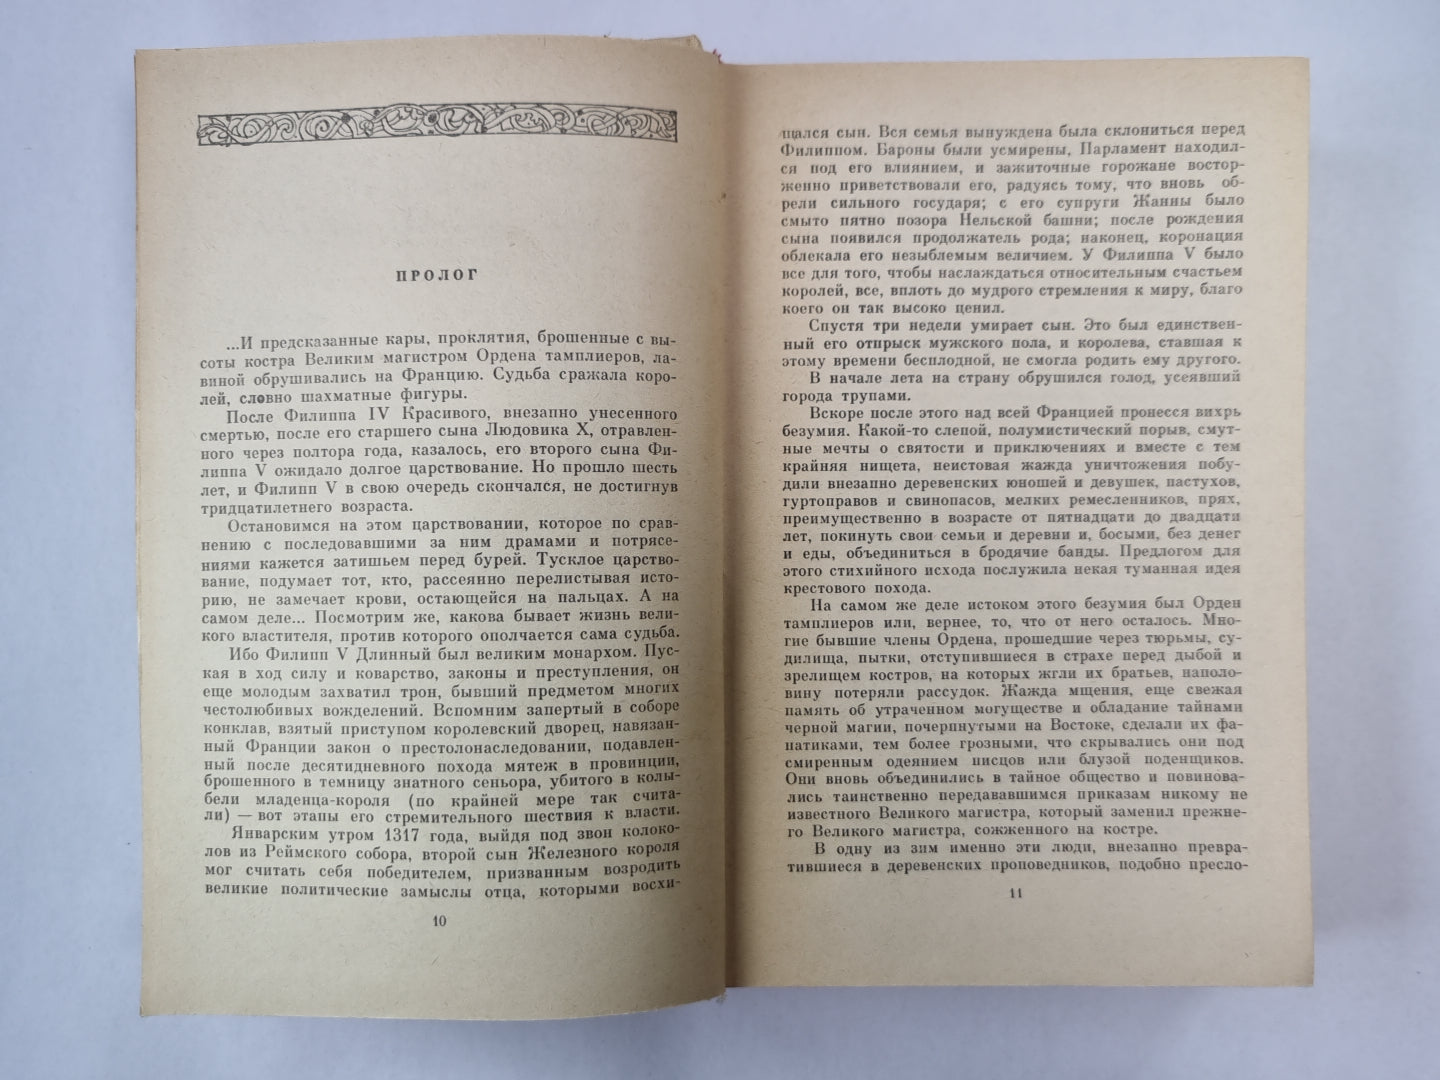 ПРОЛОГ
...И предсказанные кары, проклятия, брошенные с вы-
соты костра Великим магистром Ордена тамплиеров, ла-
виной обрушивались на Францию. Судьба сражала коро-
лей, словно шахматные фигуры.
После Филиппа IV Красивого, внезапно унесенного
смертью, после его старшего сына Людовика X, отравлен-
ного через полтора года, казалось, его второго сына Фи-
липпа V ожидало долгое царствование. Но прошло шесть
лет, и Филипп V в свою очередь скончался, не достигнув
тридцатилетнего возраста.
Остановимся на этом царствовании, которое по срав-
нению с последовавшими за ним драмами и потрясе-
ниями кажется затишьем перед бурей. Тусклое царство-
вание, подумает тот, кто, рассеянно перелистывая исто-
рию, не замечает крови, остающейся на пальцах. А на
самом деле... Посмотрим же, какова бывает жизнь вели-
кого властителя, против которого ополчается сама судьба.
Ибо Филипп V Длинный был великим монархом. Пус-
кая в ход силу и коварство, законы и преступления, он
еще молодым захватил трон, бывший предметом многих
честолюбивых вожделений. Вспомним запертый в соборе
конклав, взятый приступом королевский дворец, навязан-
ный Франции закон о престолонаследовании, подавлен-
ный после десятидневного похода мятеж в провинции,
брошенного в темницу знатного сеньора, убитого в колы-
бели младенца-короля (по крайней мере так счита-
ли) — вот этапы его стремительного шествия к власти.
Январским утром 1317 года, выйдя под звон колоко-
лов из Реймского собора, второй сын Железного короля
мог считать себя победителем, призванным возродить
великие политические замыслы отца, которыми восхи-
10
щался сын. Вся семья вынуждена была склониться перед
Филиппом. Бароны были усмирены, Парламент находил-
ся под его влиянием, и зажиточные горожане востор-
женно приветствовали его, радуясь тому, что вновь об-
рели сильного государя; с его супруги Жанны было
смыто пятно позора Нельской башни; после рождения
сына появился продолжатель рода; наконец, коронация
облекала его незыблемым величием. У Филиппа V было
все для того, чтобы наслаждаться относительным счастьем
королей, все, вплоть до мудрого стремления к миру, благо
коего он так высоко ценил.
Спустя три недели умирает сын. Это был единствен-
ный его отпрыск мужского пола, и королева, ставшая к
этому времени бесплодной, не смогла родить ему другого.
В начале лета на страну обрушился голод, усеявший
города трупами.
Вскоре после этого над всей Францией пронесся вихрь
безумия. Какой-то слепой, полумистический порыв, смут-
ные мечты о святости и приключениях и вместе с тем
крайняя нищета, неистовая жажда уничтожения побу-
дили внезапно деревенских юношей и девушек, пастухов,
гуртоправов и свинопасов, мелких ремесленников, прях,
преимущественно в возрасте от пятнадцати до двадцати
лет, покинуть свои семьи и деревни и, босыми, без денег
и еды, объединиться в бродячие банды. Предлогом для
этого стихийного исхода послужила некая туманная идея
крестового похода.
На самом же деле истоком этого безумия был Орден
тамплиеров или, вернее, то, что от него осталось. Мно-
гие бывшие члены Ордена, прошедшие через тюрьмы, су-
дилища, пытки, отступившиеся в страхе перед дыбой и
зрелищем костров, на которых жгли их братьев, наполо-
вину потеряли рассудок. Жажда мщения, еще свежая
память об утраченном могуществе и обладание тайнами
черной магии, почерпнутыми на Востоке, сделали их фа-
натиками, тем более грозными, что скрывались они под
смиренным одеянием писцов или блузой поденщиков.
Они вновь объединились в тайное общество и повинова-
лись таинственно передававшимся приказам никому не
известного Великого магистра, который заменил прежне-
го Великого магистра, сожженного на костре.
В одну из зим именно эти люди, внезапно превра-
тившиеся в деревенских проповедников, подобно пресло-
11